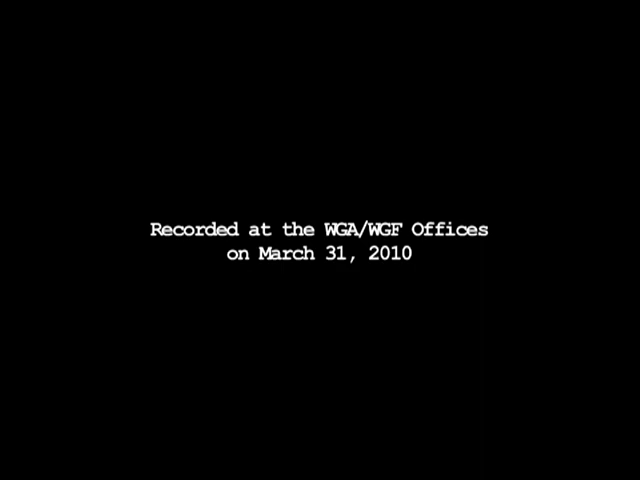 Recorded at the WGA/WGF Offices
on March 31, 2010